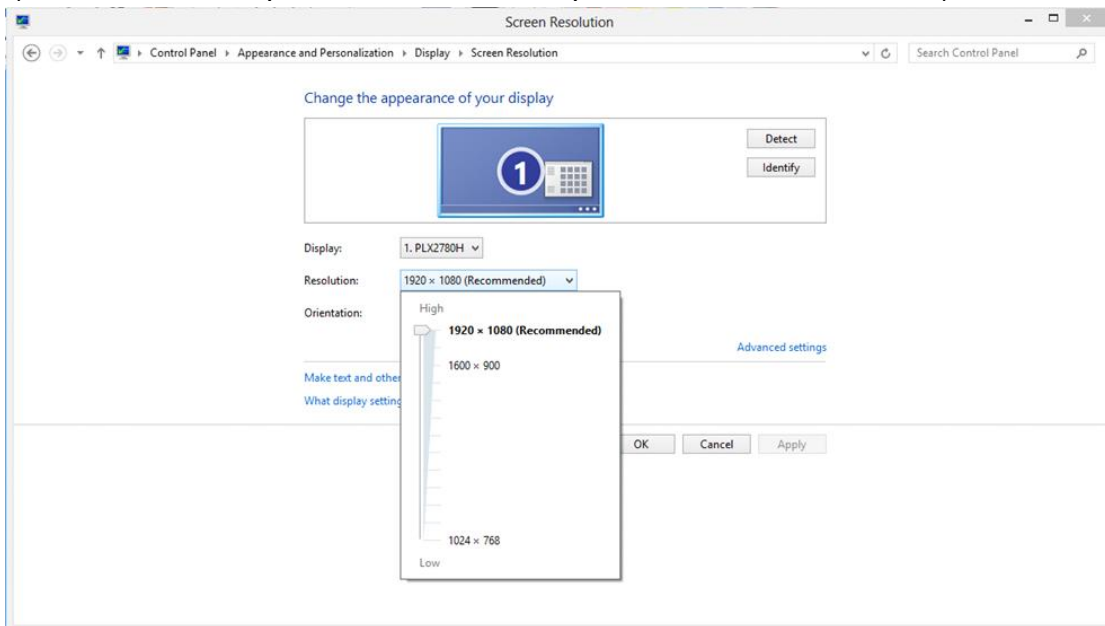 Screen Resolution
Control Panel Appearance and Personalization Display Screen Resolution
Search Control Panel
Change the appearance of your display
1
Detect
Identify
Display: 1. PLX2780H
Resolution: 1920 × 1080 (Recommended)
Orientation:
High
1920 × 1080 (Recommended)
1600 × 900
1024 × 768
Low
Advanced settings
Make text and other
What display setting
OK Cancel Apply